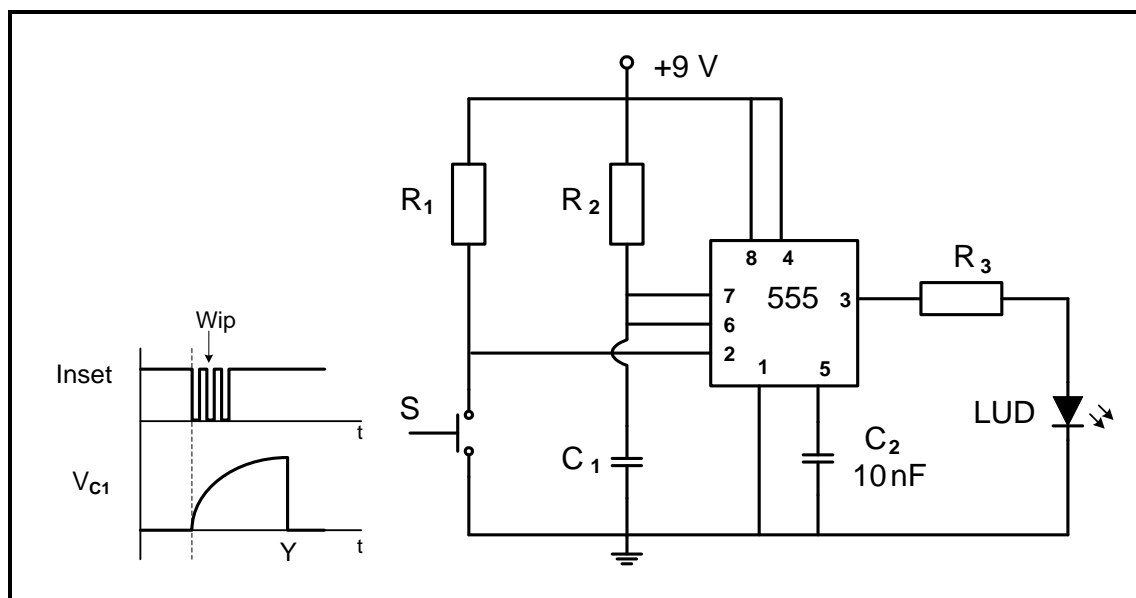 +9 V
R1
R2
8 4
7 555 3
6
2
1 5
R3
Wip
Inset
t
VC1
Y t
S
C1
C2
10nF
LUD